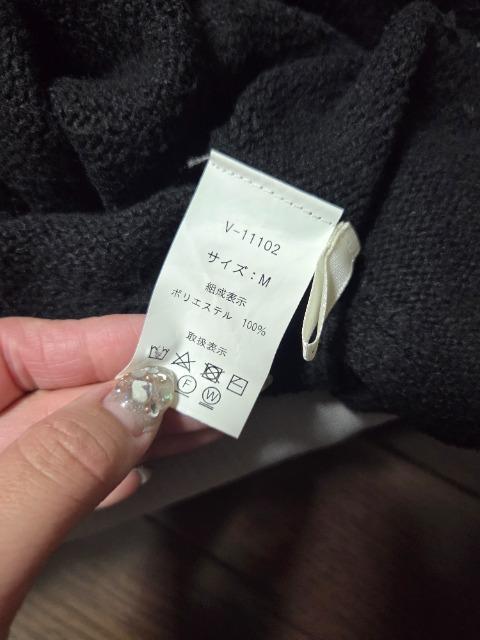 V-11102
サイズ:M
組成表示
ポリエステル 100%
取扱表示
F W